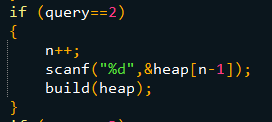 if (query==2)
{
n++;
scanf("%d",&heap[n-1]);
build(heap);
}